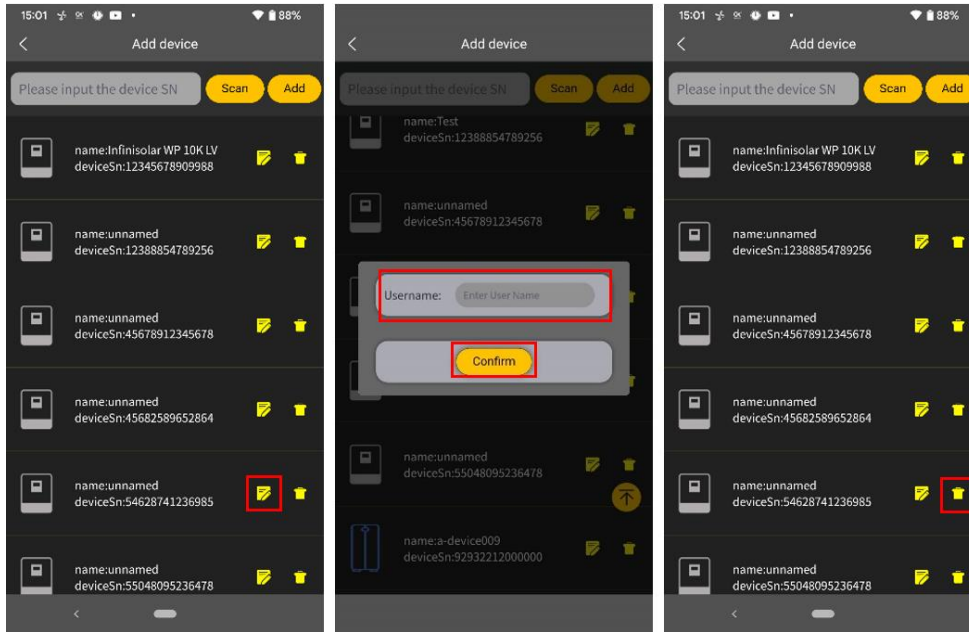 15:01 88%
Add device
Please input the device SN Scan Add
name:Infinisolar WP 10K LV
deviceSn:12345678909988
name:unnamed
deviceSn:12388854789256
name:unnamed
deviceSn:45678912345678
name:unnamed
deviceSn:45682589652864
name:unnamed
deviceSn:54628741236985
name:unnamed
deviceSn:55048095236478
Add device
Please input the device SN Scan Add
name:Test
deviceSn:12388854789256
name:unnamed
deviceSn:45678912345678
Username: Enter User Name
Confirm
name:unnamed
deviceSn:55048095236478
name:a-device009
deviceSn:92932212000000
15:01 88%
Add device
Please input the device SN Scan Add
name:Infinisolar WP 10K LV
deviceSn:12345678909988
name:unnamed
deviceSn:12388854789256
name:unnamed
deviceSn:45678912345678
name:unnamed
deviceSn:45682589652864
name:unnamed
deviceSn:54628741236985
name:unnamed
deviceSn:55048095236478